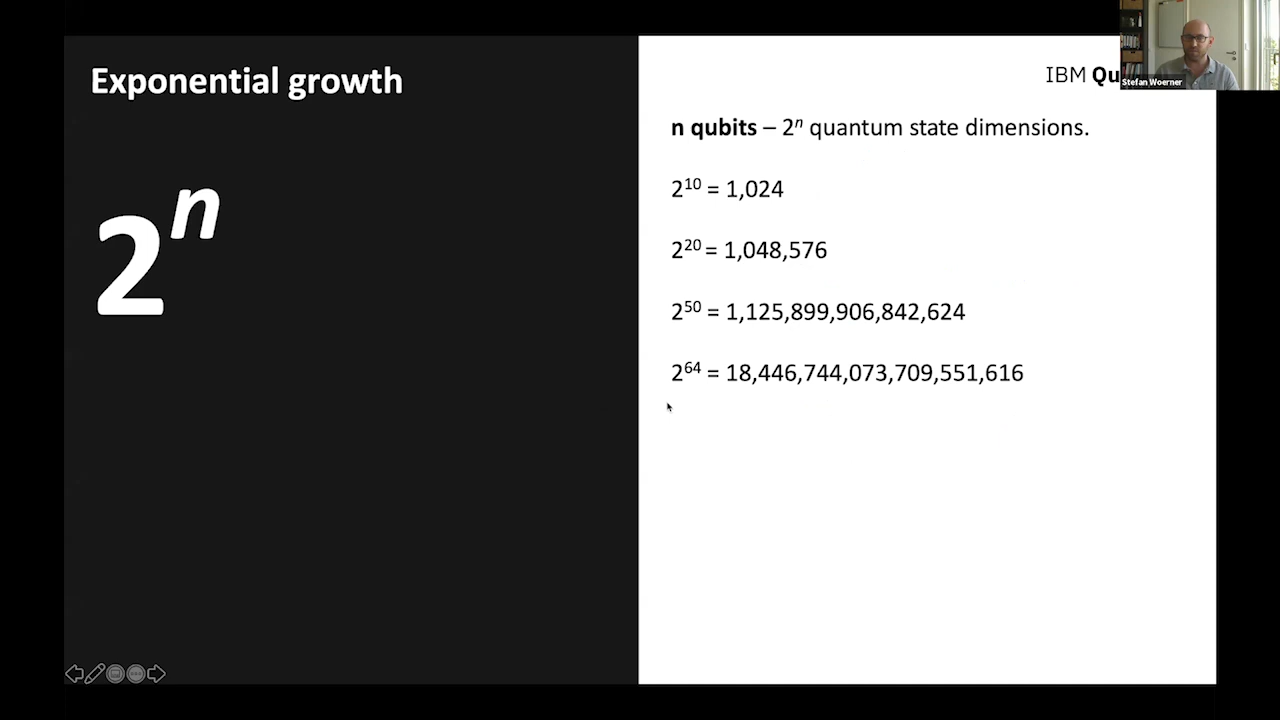 Exponential growth
2ⁿ
IBM Qu
Stefan Woerner
n qubits – 2ⁿ quantum state dimensions.
2¹⁰ = 1,024
2²⁰ = 1,048,576
2⁵⁰ = 1,125,899,906,842,624
2⁶⁴ = 18,446,744,073,709,551,616